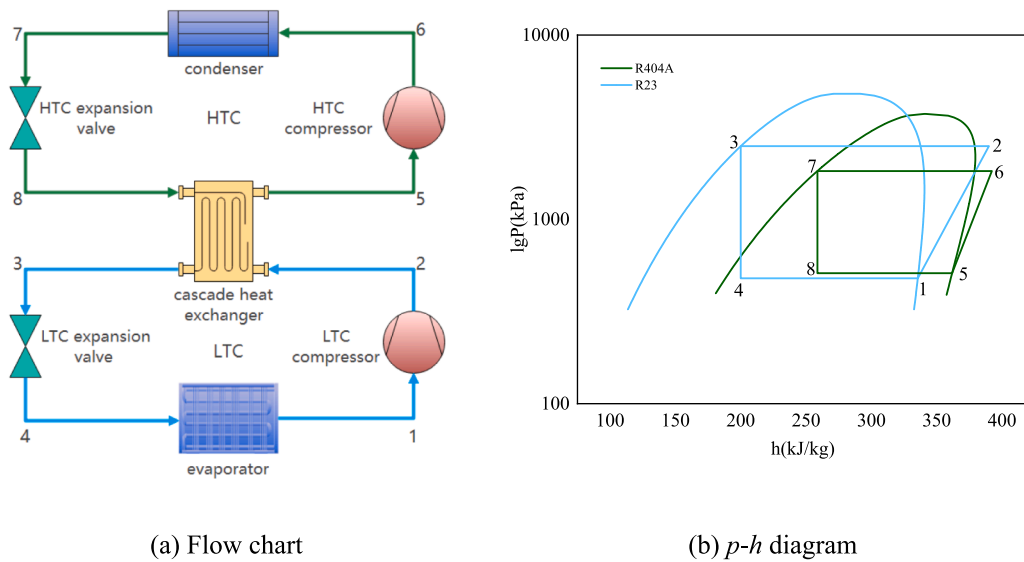 7
6
condenser
HTC expansion
valve
HTC
HTC
compressor
8
5
3
2
cascade heat
exchanger
LTC expansion
valve
LTC
LTC
compressor
4
1
evaporator
(a) Flow chart
10000
1000
100
lgP(kPa)
R404A
R23
3
2
7
6
8
5
4
1
100
150
200
250
300
350
400
h(kJ/kg)
(b) p-h diagram